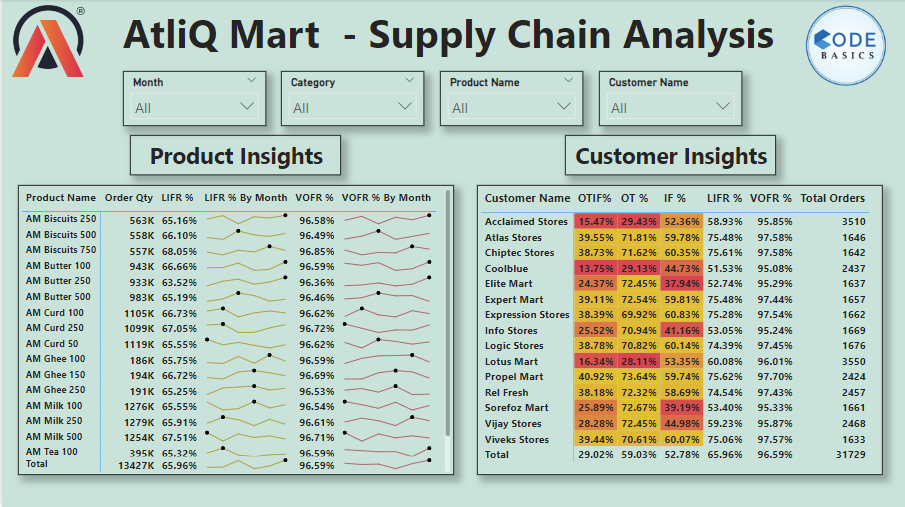 ®
AtliQ Mart - Supply Chain Analysis
CODE
BASICS
Month
All
Category
All
Product Name
All
Customer Name
All
Product Insights
Product Name Order Qty LIFR % LIFR % By Month VOFR % VOFR % By Month
AM Biscuits 250 563K 65.16% 96.58%
AM Biscuits 500 558K 66.10% 96.49%
AM Biscuits 750 557K 68.05% 96.85%
AM Butter 100 943K 66.66% 96.59%
AM Butter 250 933K 63.52% 96.36%
AM Butter 500 983K 65.19% 96.46%
AM Curd 100 1105K 66.73% 96.62%
AM Curd 250 1099K 67.05% 96.72%
AM Curd 50 1119K 65.55% 96.62%
AM Ghee 100 186K 65.75% 96.59%
AM Ghee 150 194K 66.72% 96.69%
AM Ghee 250 191K 65.25% 96.53%
AM Milk 100 1276K 65.55% 96.54%
AM Milk 250 1279K 65.91% 96.61%
AM Milk 500 1254K 67.51% 96.71%
AM Tea 100 395K 65.32% 96.59%
Total 13427K 65.96% 96.59%
Customer Insights
Customer Name OTIF% OT % IF % LIFR % VOFR % Total Orders
Acclaimed Stores 15.47% 29.43% 52.36% 58.93% 95.85% 3510
Atlas Stores 39.55% 71.81% 59.78% 75.48% 97.58% 1646
Chiptec Stores 38.73% 71.62% 60.35% 75.61% 97.58% 1642
Coolblue 13.75% 29.13% 44.73% 51.53% 95.08% 2437
Elite Mart 24.37% 72.45% 37.94% 52.74% 95.29% 1637
Expert Mart 39.11% 72.54% 59.81% 75.48% 97.44% 1657
Expression Stores 38.39% 69.92% 60.83% 75.28% 97.54% 1662
Info Stores 25.52% 70.94% 41.16% 53.05% 95.24% 1669
Logic Stores 38.78% 70.82% 60.14% 74.39% 97.45% 1676
Lotus Mart 16.34% 28.11% 53.35% 60.08% 96.01% 3550
Propel Mart 40.92% 73.64% 59.74% 75.62% 97.70% 2424
Rel Fresh 38.18% 72.32% 58.69% 74.54% 97.43% 2457
Sorefoz Mart 25.89% 72.67% 39.19% 53.40% 95.33% 1661
Vijay Stores 28.28% 72.45% 44.98% 59.23% 95.87% 2468
Viveks Stores 39.44% 70.61% 60.07% 75.06% 97.57% 1633
Total 29.02% 59.03% 52.78% 65.96% 96.59% 31729